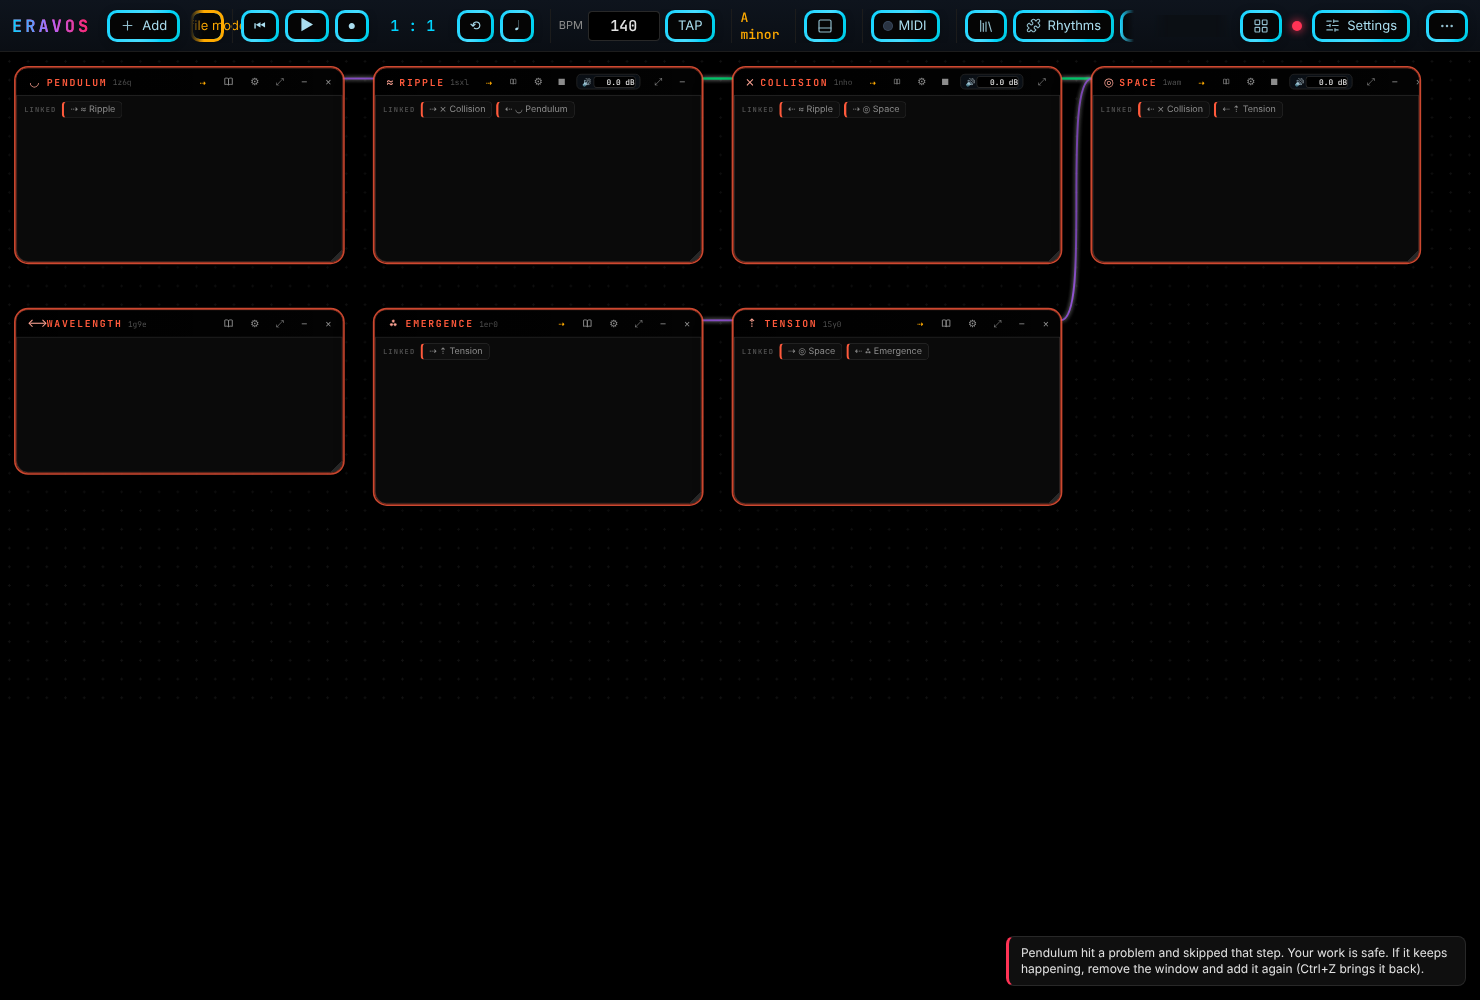 ERAVOS
Add
ile mode
1 : 1
BPM
140
TAP
A
minor
MIDI
Rhythms
Settings
PENDULUM 1z6q
LINKED
Ripple
RIPPLE 1sxl
0.0 dB
LINKED
Collision
Pendulum
COLLISION 1nho
0.0 dB
LINKED
Ripple
Space
SPACE 1wam
0.0 dB
LINKED
Collision
Tension
WAVELENGTH 1g9e
EMERGENCE 1er0
LINKED
Tension
TENSION 15y0
LINKED
Space
Emergence
Pendulum hit a problem and skipped that step. Your work is safe. If it keeps
happening, remove the window and add it again (Ctrl+Z brings it back).